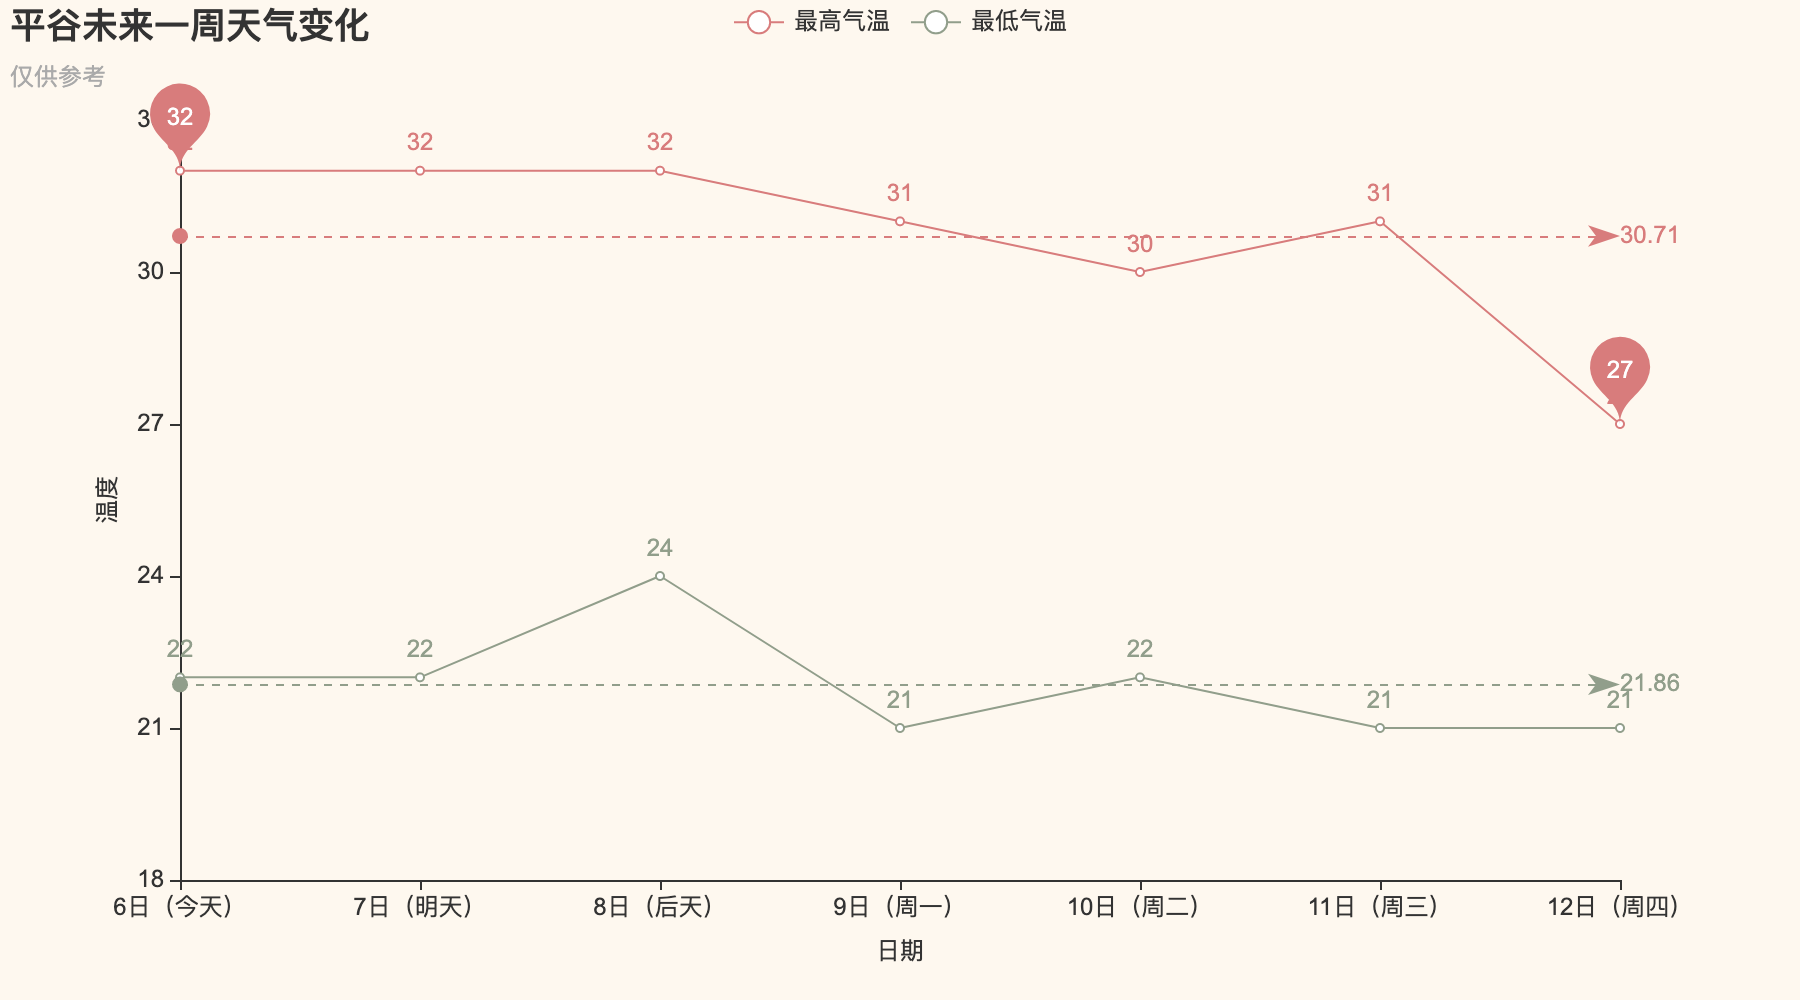 平谷未来一周天气变化
仅供参考
最高气温
最低气温
32
32
32
31
30
31
27
30.71
24
22
22
21
22
21
21
21.86
30
27
24
21
18
温度
6日（今天）
7日（明天）
8日（后天）
9日（周一）
10日（周二）
11日（周三）
12日（周四）
日期